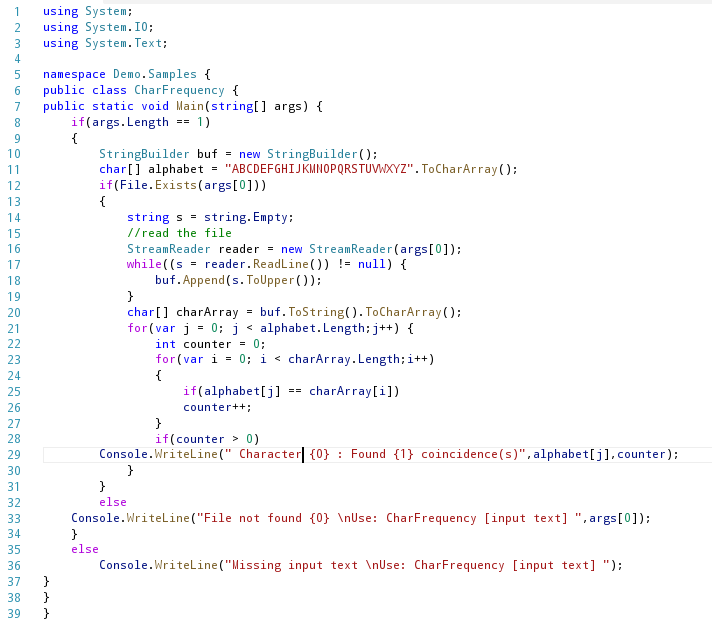 1 using System;
2 using System.IO;
3 using System.Text;
4
5 namespace Demo.Samples {
6 public class CharFrequency {
7 public static void Main(string[] args) {
8 if(args.Length == 1)
9 {
10 StringBuilder buf = new StringBuilder();
11 char[] alphabet = "ABCDEFGHIJKMNOPQRSTUVWXYZ".ToCharArray();
12 if(File.Exists(args[0]))
13 {
14 string s = string.Empty;
15 //read the file
16 StreamReader reader = new StreamReader(args[0]);
17 while((s = reader.ReadLine()) != null) {
18 buf.Append(s.ToUpper());
19 }
20 char[] charArray = buf.ToString().ToCharArray();
21 for(var j = 0; j < alphabet.Length;j++) {
22 int counter = 0;
23 for(var i = 0; i < charArray.Length;i++)
24 {
25 if(alphabet[j] == charArray[i])
26 counter++;
27 }
28 if(counter > 0)
29 Console.WriteLine(" Character {0} : Found {1} coincidence(s)",alphabet[j],counter);
30 }
31 }
32 else
33 Console.WriteLine("File not found {0} \nUse: CharFrequency [input text] ",args[0]);
34 }
35 else
36 Console.WriteLine("Missing input text \nUse: CharFrequency [input text] ");
37 }
38 }
39 }